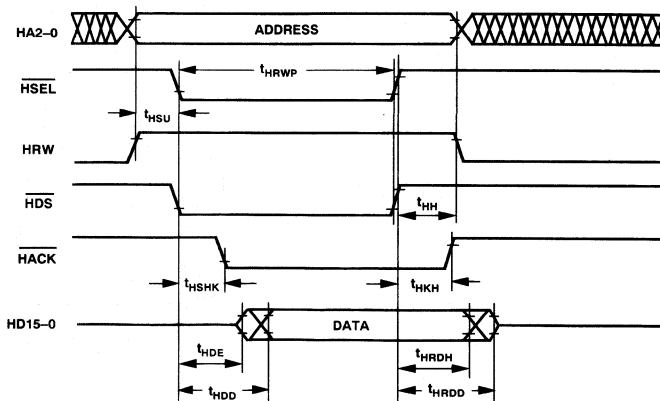 HA2–0 ADDRESS
HSEL tHRWP
tHSU
HRW
HDS
tHH
HACK
tHSHK tHKH
HD15–0 DATA
tHDE tHRDH
tHDD tHRDD